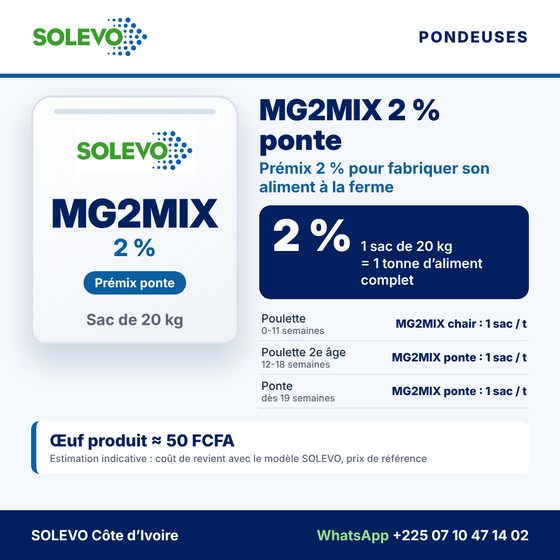 SOLEVO
PONDEUSES
SOLEVO
MG2MIX
2 %
Prémix ponte
Sac de 20 kg
MG2MIX 2 %
ponte
Prémix 2 % pour fabriquer son
aliment à la ferme
2 %
1 sac de 20 kg
= 1 tonne d’aliment
complet
Poulette
0-11 semaines
MG2MIX chair : 1 sac / t
Poulette 2e âge
12-18 semaines
MG2MIX ponte : 1 sac / t
Ponte
dès 19 semaines
MG2MIX ponte : 1 sac / t
Œuf produit ≈ 50 FCFA
Estimation indicative : coût de revient avec le modèle SOLEVO, prix de référence
SOLEVO Côte d’Ivoire
WhatsApp +225 07 10 47 14 02